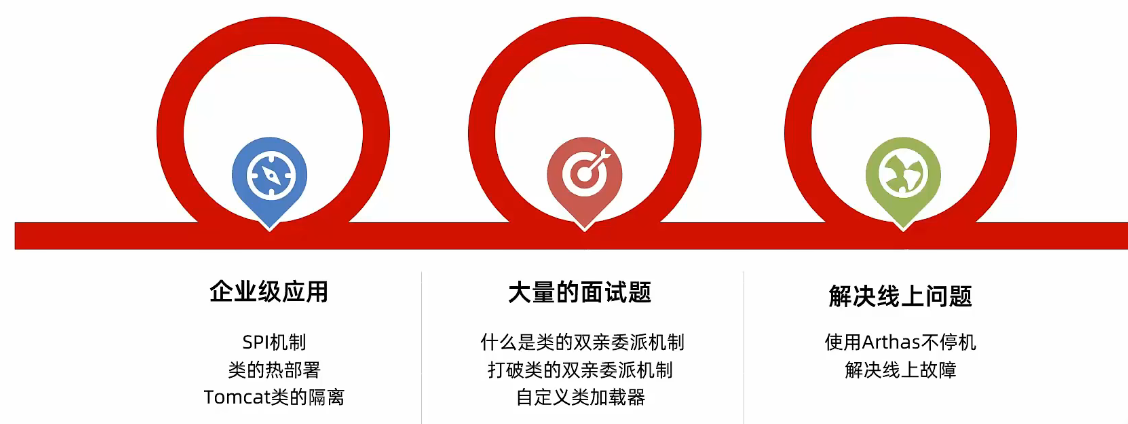 企业级应用
SPI机制
类的热部署
Tomcat类的隔离
大量的面试题
什么是类的双亲委派机制
打破类的双亲委派机制
自定义类加载器
解决线上问题
使用Arthas不停机
解决线上故障